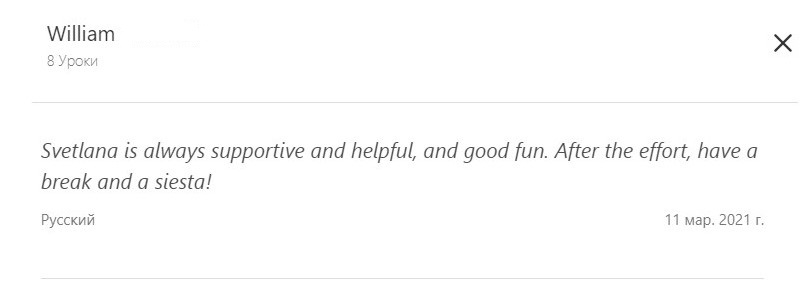 William
8 Уроки
Svetlana is always supportive and helpful, and good fun. After the effort, have a
break and a siesta!
Русский
11 мар. 2021 г.